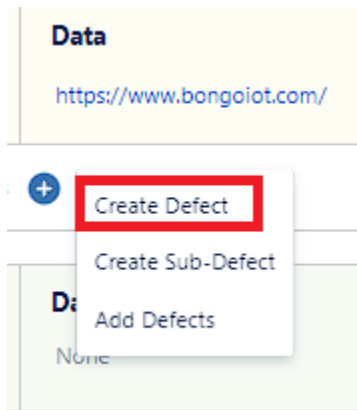 Data
https://www.bongoiot.com/
Create Defect
Create Sub-Defect
Add Defects
None